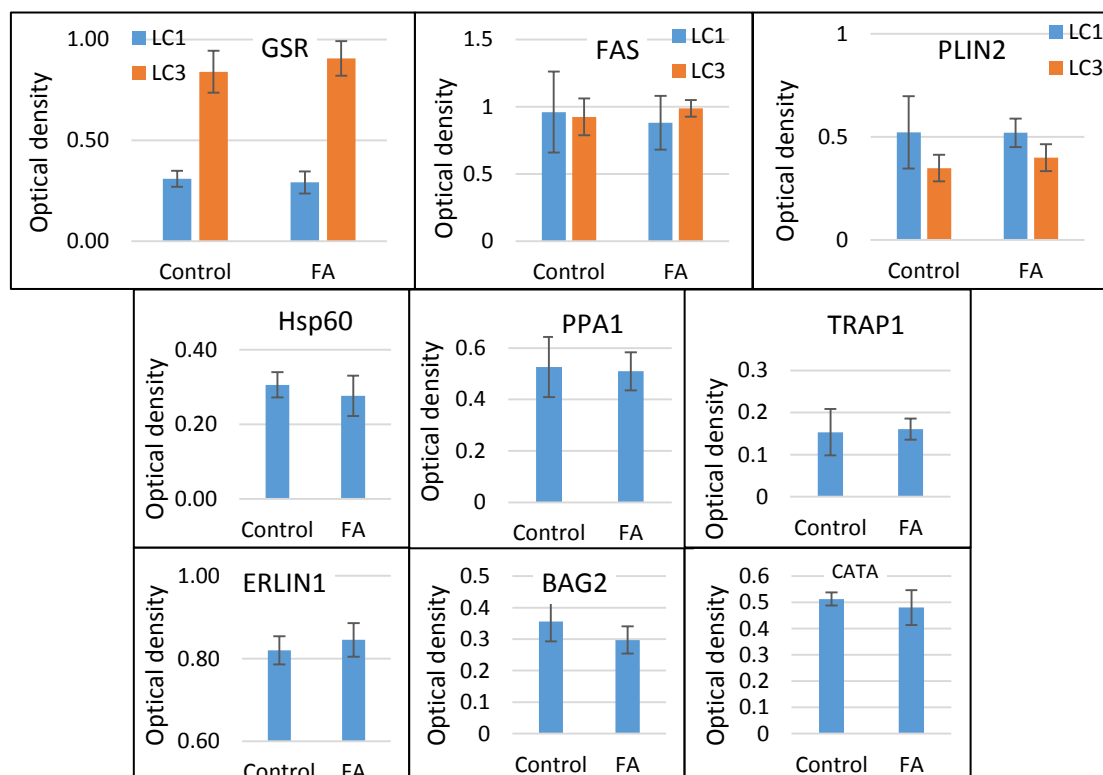 GSR
LC1
LC3
Optical density
1.00
0.50
0.00
Control FA
FAS
LC1
LC3
Optical density
1.5
1
0.5
0
Control FA
PLIN2
LC1
LC3
Optical density
1
0.5
0
Control FA
Hsp60
Optical density
0.40
0.20
0.00
Control FA
PPA1
Optical density
0.6
0.4
0.2
0
Control FA
TRAP1
Optical density
0.3
0.2
0.1
0
Control FA
ERLIN1
Optical density
1.00
0.80
0.60
Control FA
BAG2
Optical density
0.5
0.4
0.3
0.2
0.1
0
Control FA
CATA
Optical density
0.6
0.5
0.4
0.3
0.2
0.1
0
Control FA